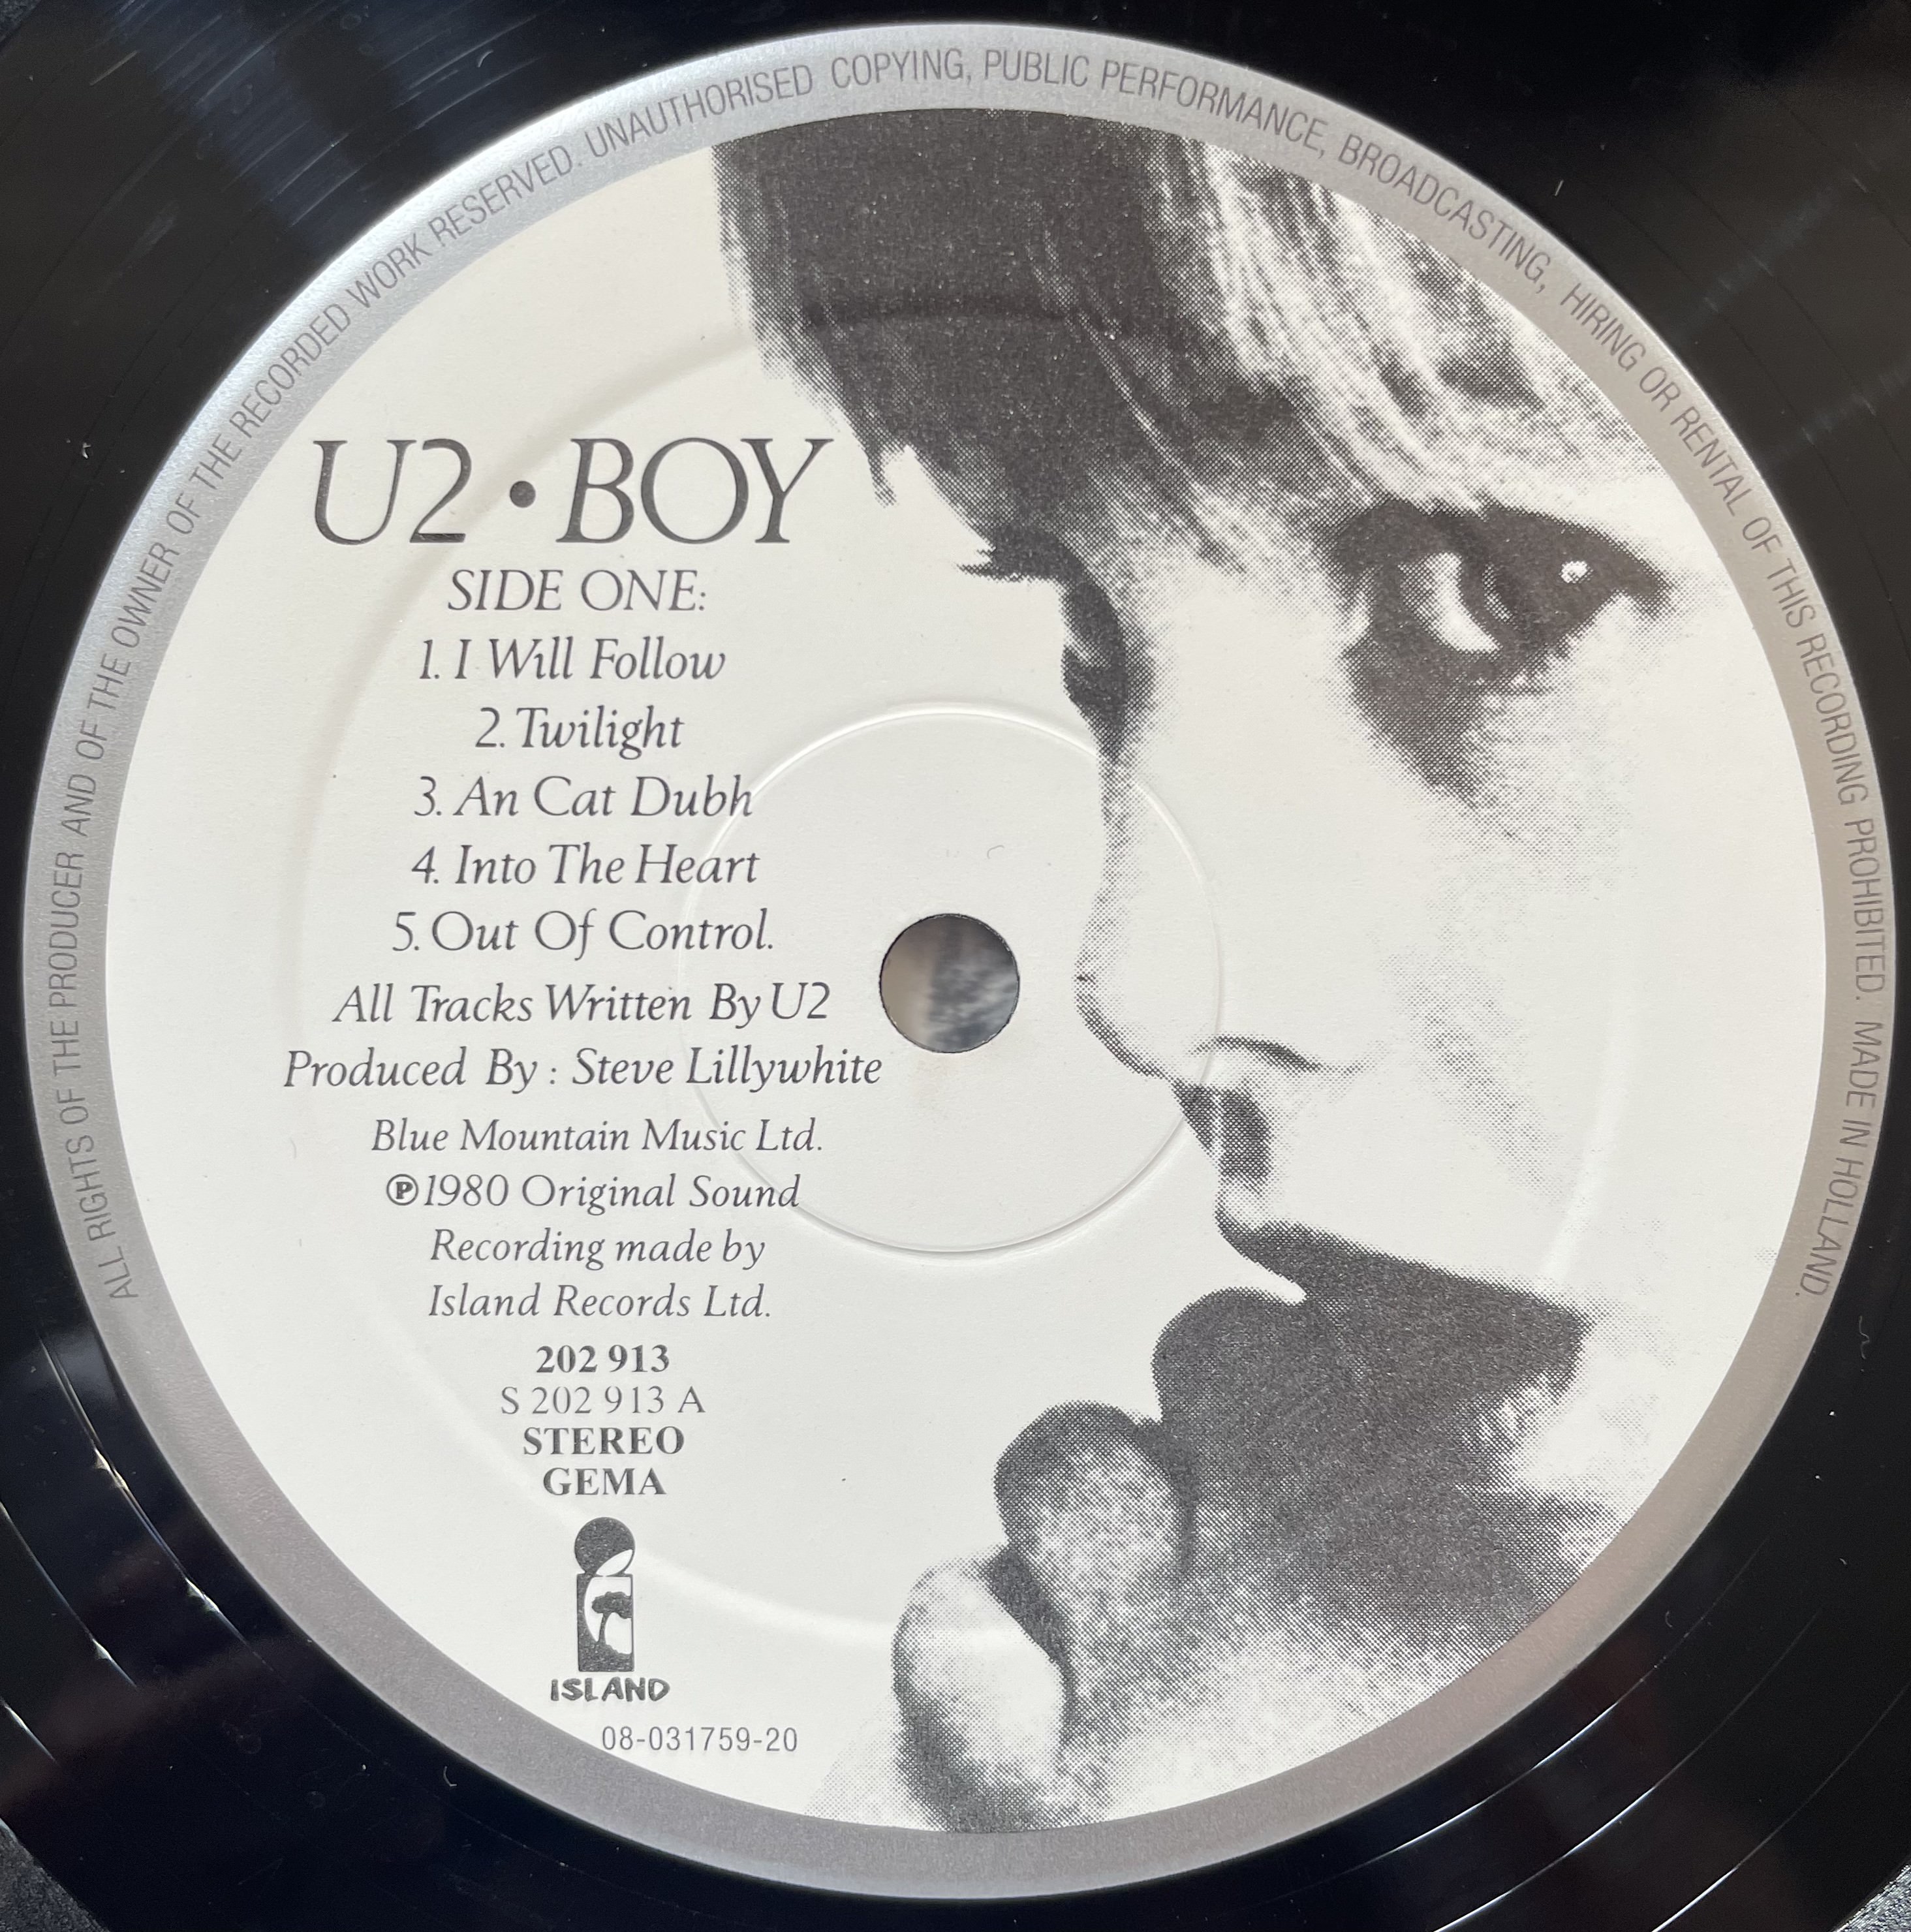 ALL RIGHTS OF THE PRODUCER AND OF THE OWNER OF THE RECORDED WORK RESERVED. UNAUTHORISED COPYING, PUBLIC PERFORMANCE, BROADCASTING, HIRING OR RENTAL OF THIS RECORDING PROHIBITED. MADE IN HOLLAND.
U2 • BOY
SIDE ONE:
1. I Will Follow
2. Twilight
3. An Cat Dubh
4. Into The Heart
5. Out Of Control.
All Tracks Written By U2
Produced By : Steve Lillywhite
Blue Mountain Music Ltd.
℗1980 Original Sound
Recording made by
Island Records Ltd.
202 913
S 202 913 A
STEREO
GEMA
ISLAND
08-031759-20